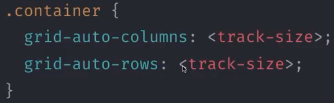 .container {
  grid-auto-columns: <track-size>;
  grid-auto-rows: <track-size>;
}